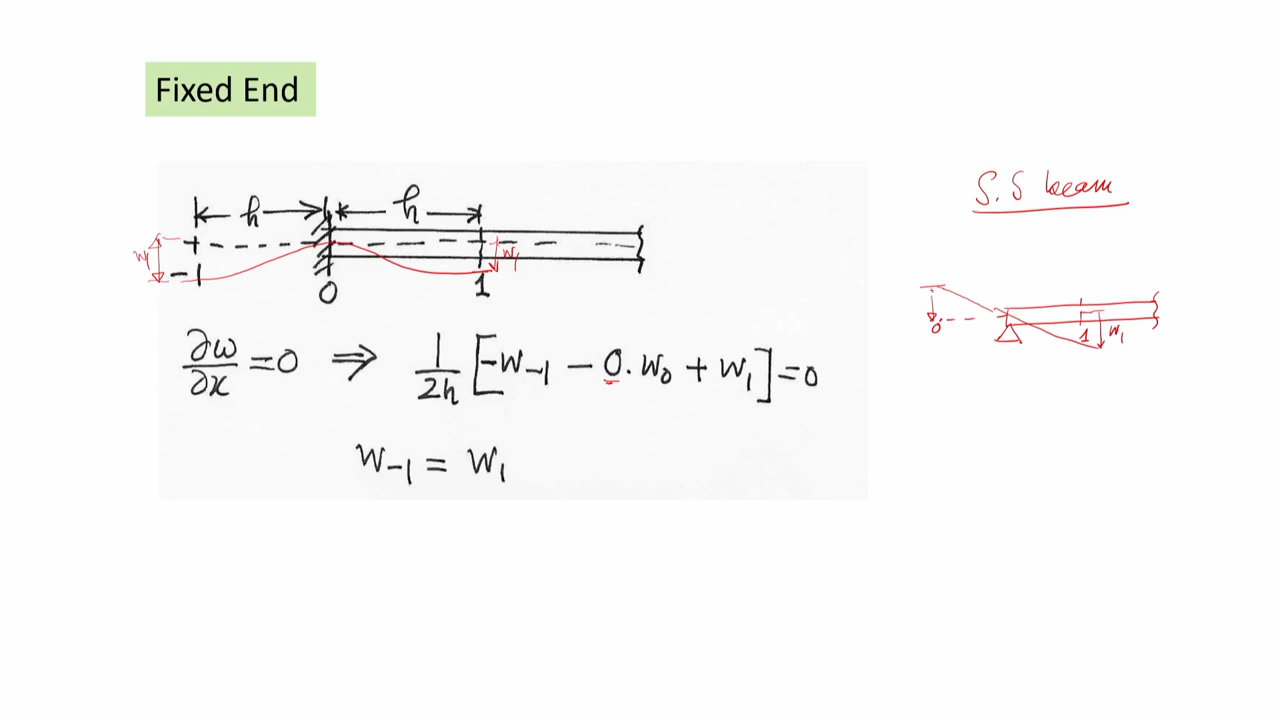 Fixed End
S.S beam
h h
w₁ -1 w₁
0 1
0 1 w₁
∂w/∂x = 0 ⇒ 1/2h [-w₋₁ - 0. w₀ + w₁] = 0
w₋₁ = w₁